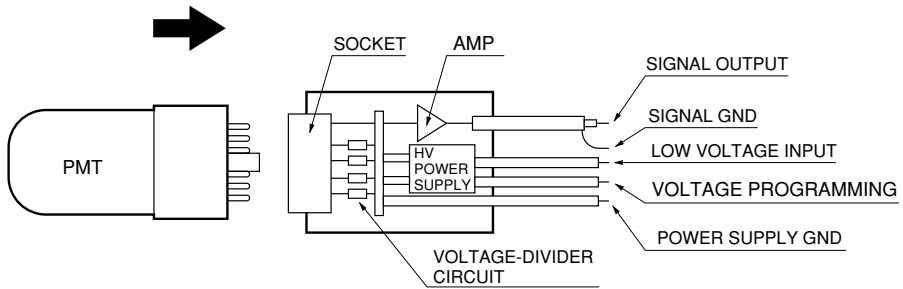 SOCKET
AMP
SIGNAL OUTPUT
SIGNAL GND
PMT
HV
POWER
SUPPLY
LOW VOLTAGE INPUT
VOLTAGE PROGRAMMING
POWER SUPPLY GND
VOLTAGE-DIVIDER
CIRCUIT